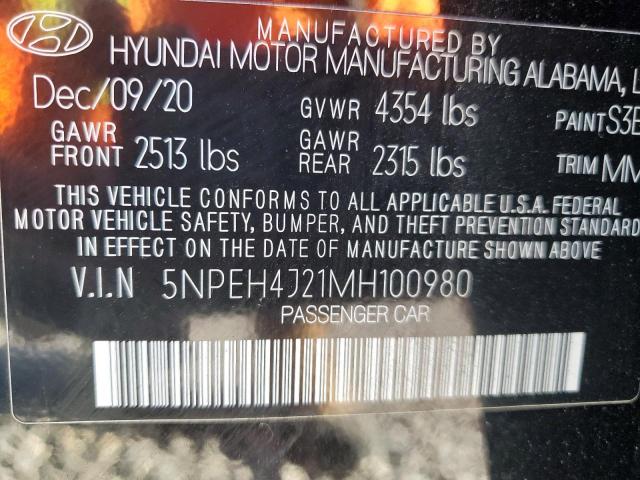 MANUFACTURED BY
HYUNDAI MOTOR MANUFACTURING ALABAMA,
Dec/09/20 GVWR 4354 lbs PAINT
GAWR FRONT 2513 lbs GAWR REAR 2315 lbs TRIM
THIS VEHICLE CONFORMS TO ALL APPLICABLE U.S.A. FEDERAL
MOTOR VEHICLE SAFETY, BUMPER, AND THEFT PREVENTION STANDARDS
IN EFFECT ON THE DATE OF MANUFACTURE SHOWN ABOVE
V.I.N 5NPEH4J21MH100980
PASSENGER CAR